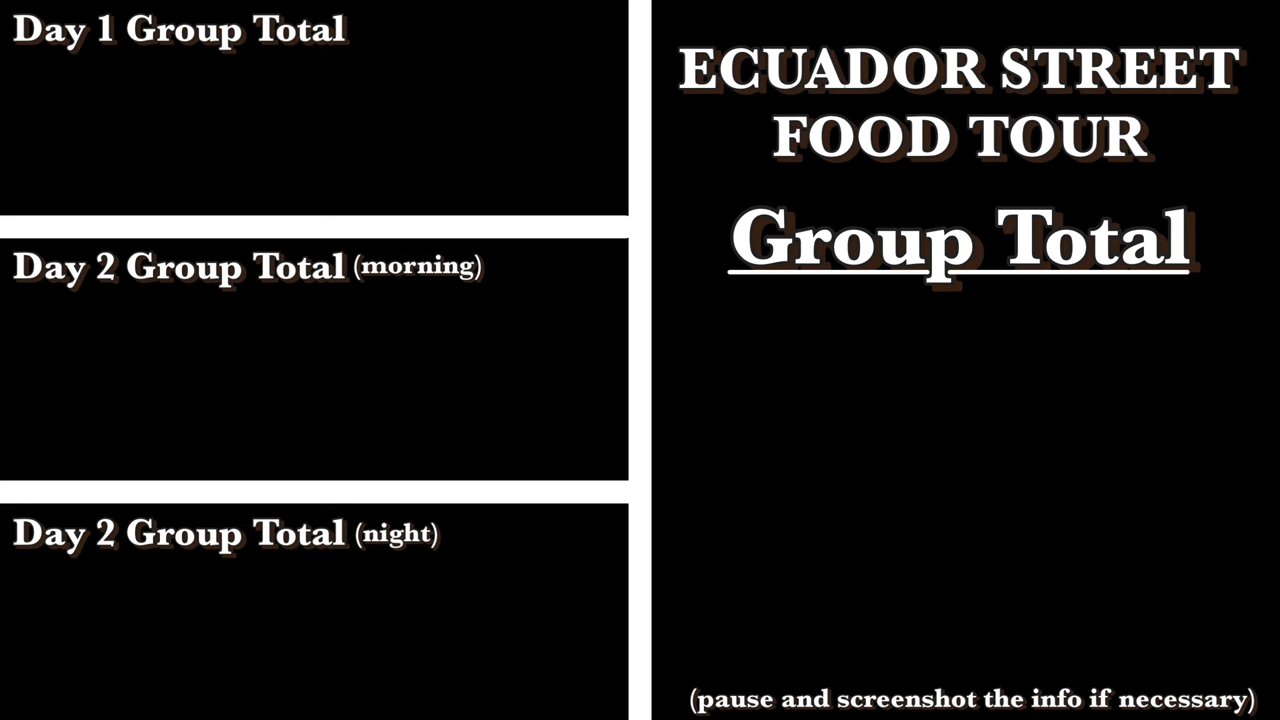 Day 1 Group Total
Day 2 Group Total (morning)
Day 2 Group Total (night)
ECUADOR STREET
FOOD TOUR
Group Total
(pause and screenshot the info if necessary)